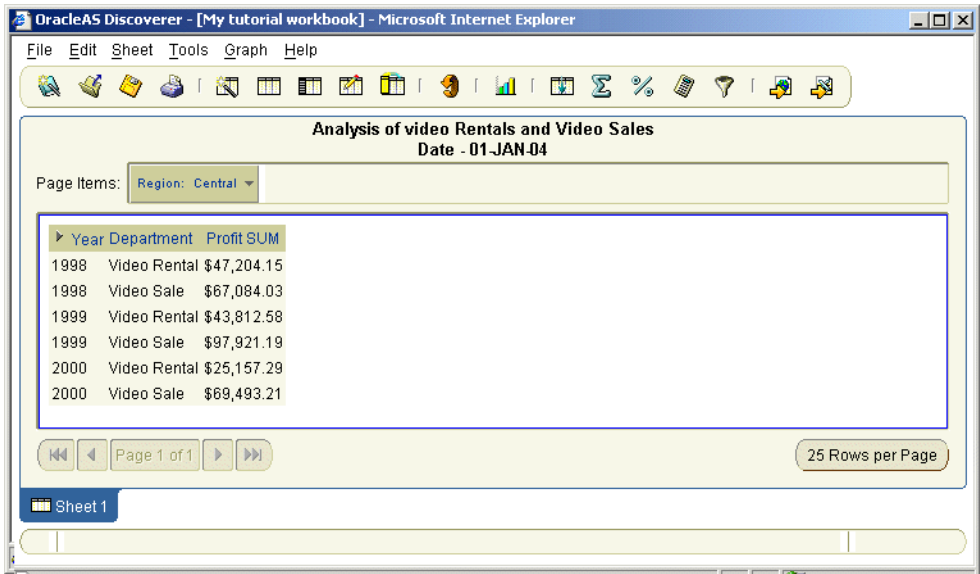 OracleAS Discoverer - [My tutorial workbook] - Microsoft Internet Explorer
File Edit Sheet Tools Graph Help
Analysis of video Rentals and Video Sales
Date - 01-JAN-04
Page Items: Region: Central
Year Department Profit SUM
1998 Video Rental $47,204.15
1998 Video Sale $67,084.03
1999 Video Rental $43,812.58
1999 Video Sale $97,921.19
2000 Video Rental $25,157.29
2000 Video Sale $69,493.21
Page 1 of 1 25 Rows per Page
Sheet 1